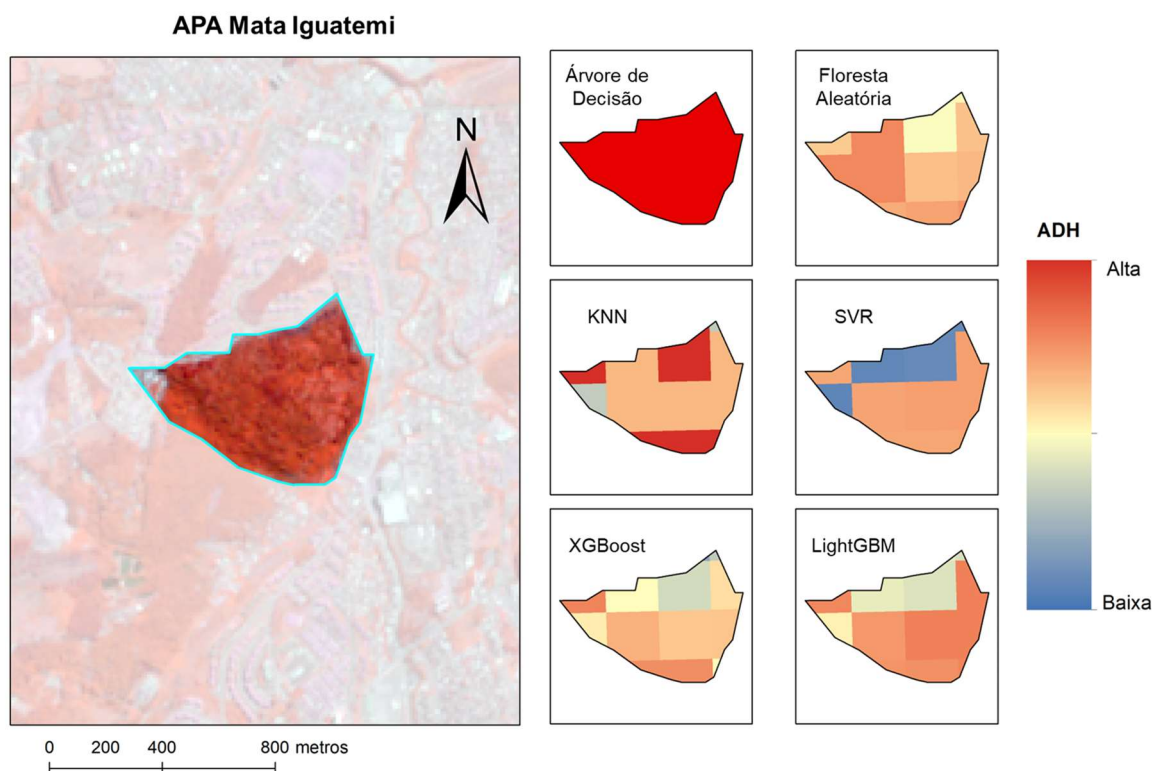 APA Mata Iguatemi
N
0 200 400 800 metros
Árvore de
Decisão
Floresta
Aleatória
KNN
SVR
XGBoost
LightGBM
ADH
Alta
Baixa